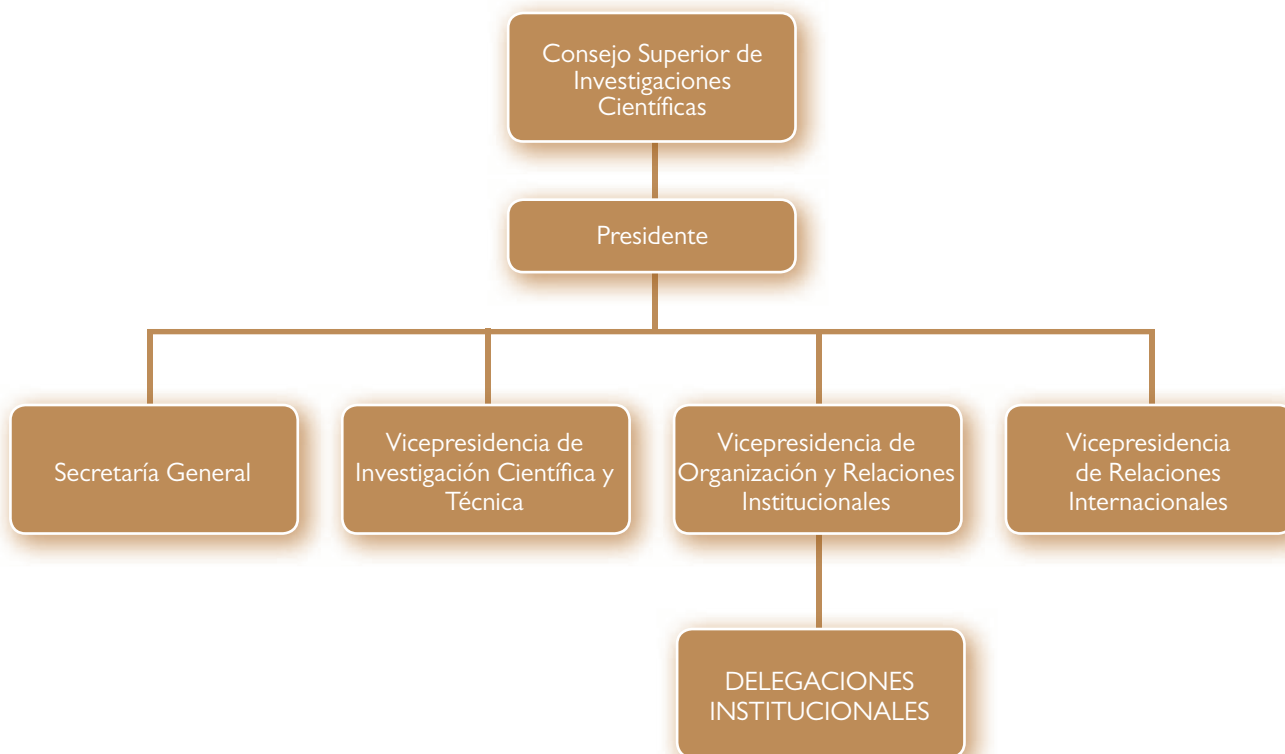 Consejo Superior de
Investigaciones
Científicas
Presidente
Secretaría General
Vicepresidencia de
Investigación Científica y
Técnica
Vicepresidencia de
Organización y Relaciones
Institucionales
Vicepresidencia
de Relaciones
Internacionales
DELEGACIONES
INSTITUCIONALES